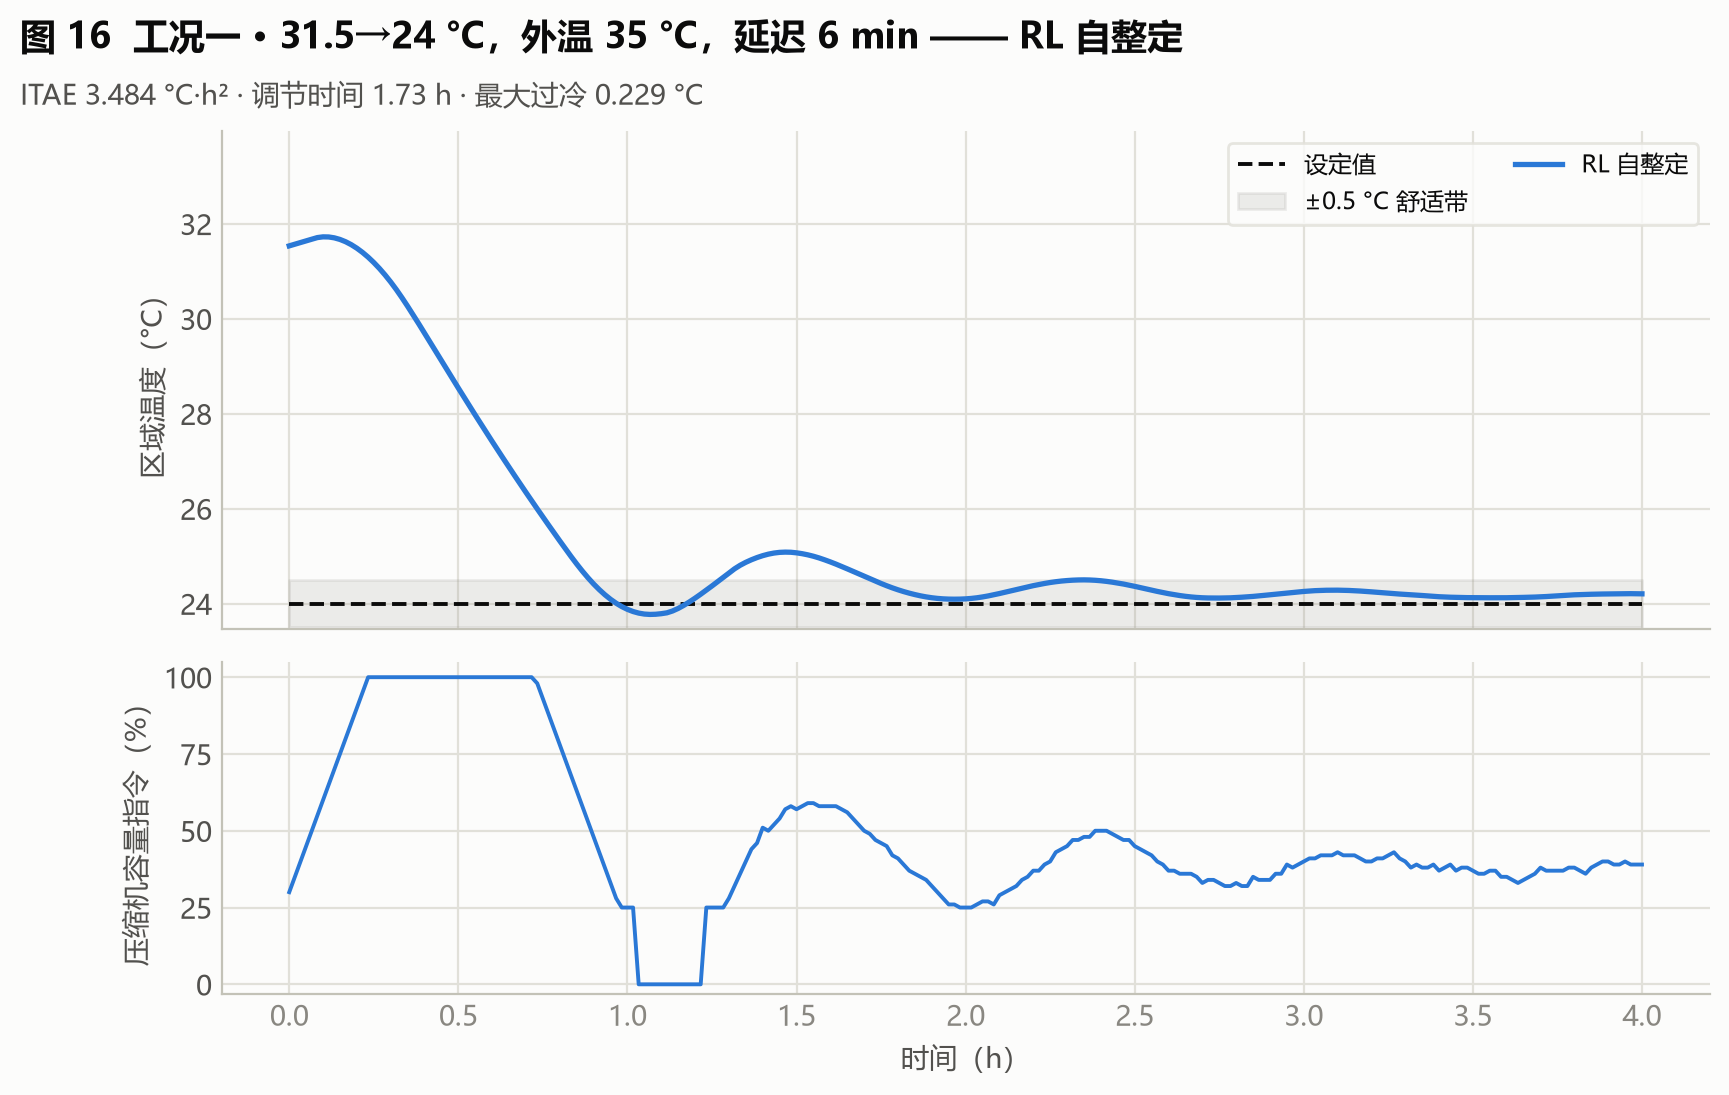 图 16 工况一 • 31.5→24 °C，外温 35 °C，延迟 6 min —— RL 自整定
ITAE 3.484 °C·h² · 调节时间 1.73 h · 最大过冷 0.229 °C
设定值
RL 自整定
±0.5 °C 舒适带
区域温度（°C）
32
30
28
26
24
压缩机容量指令（%）
100
75
50
25
0
0.0 0.5 1.0 1.5 2.0 2.5 3.0 3.5 4.0
时间（h）